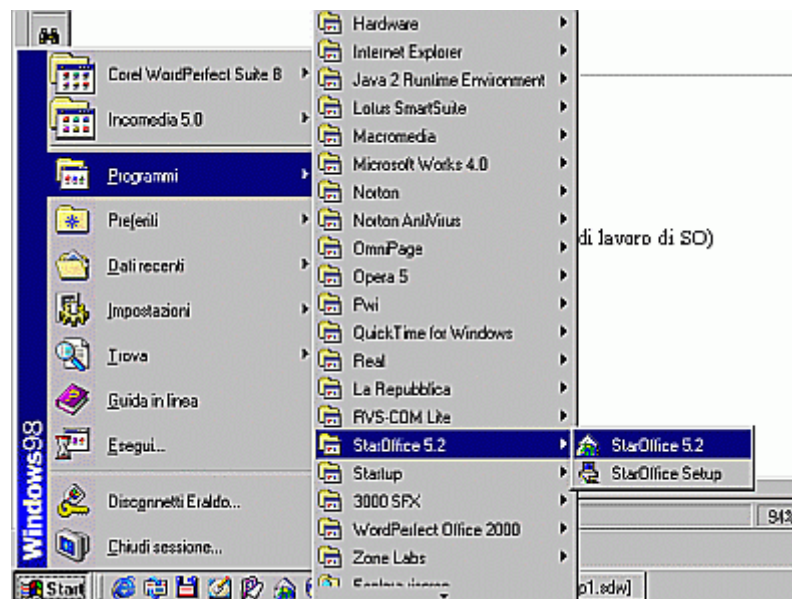 Corel WordPerfect Suite 8
Incomedia 5.0
Programmi
Preferiti
Dati recenti
Impostazioni
Trova
Guida in linea
Esegui...
Disconnetti Eraldo...
Chiudi sessione...
Windows98
Start
Hardware
Internet Explorer
Java 2 Runtime Environment
Lotus SmartSuite
Macromedia
Microsoft Works 4.0
Norton
Norton AntiVirus
OmniPage
Opera 5
Pwi
QuickTime for Windows
Real
La Repubblica
RVS-COM Lite
StarOffice 5.2
Startup
3000 SFX
WordPerfect Office 2000
Zone Labs
StarOffice 5.2
StarOffice Setup
di lavoro di SO)
94%
p1.sdw]